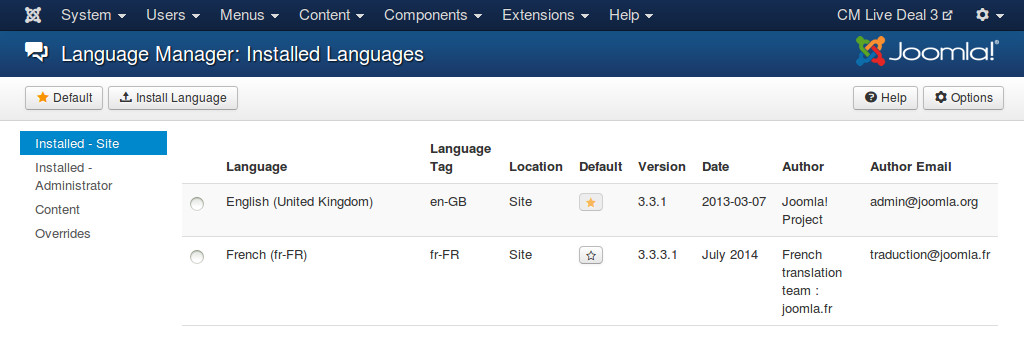 System Users Menus Content Components Extensions Help CM Live Deal 3
Language Manager: Installed Languages
Joomla!®
Default Install Language Help Options
Installed - Site
Installed -
Administrator
Content
Overrides
Language Language Tag Location Default Version Date Author Author Email
English (United Kingdom) en-GB Site 3.3.1 2013-03-07 Joomla! Project admin@joomla.org
French (fr-FR) fr-FR Site 3.3.3.1 July 2014 French translation team : joomla.fr traduction@joomla.fr